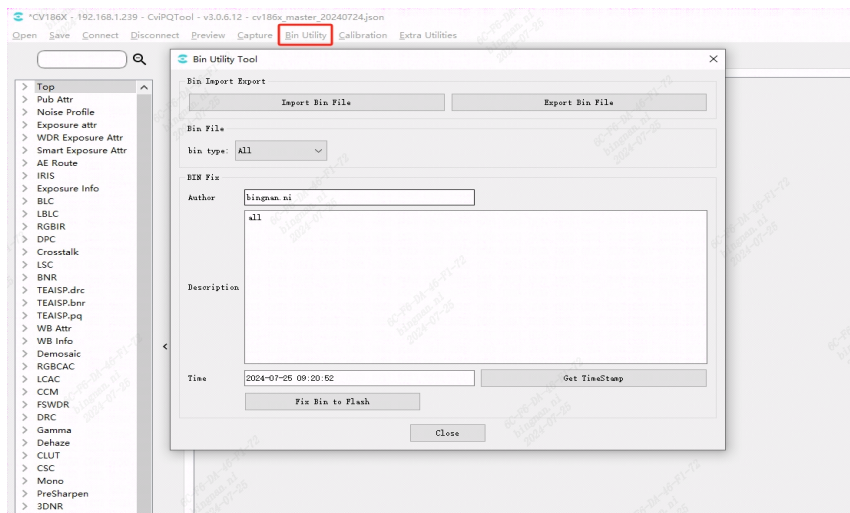 *CV186X - 192.168.1.239 - CviPQTool - v3.0.6.12 - cv186x_master_20240724.json
Open Save Connect Disconnect Preview Capture Bin Utility Calibration Extra Utilities
Bin Utility Tool
Bin Import Export
Import Bin File Export Bin File
Bin File
bin type: All
BIN Fix
Author bingnan.ni
all
Description
Time 2024-07-25 09:20:52 Get TimeStamp
Fix Bin to Flash
Close
Top
Pub Attr
Noise Profile
Exposure attr
WDR Exposure Attr
Smart Exposure Attr
AE Route
IRIS
Exposure Info
BLC
LBLC
RGBIR
DPC
Crosstalk
LSC
BNR
TEAISP.drc
TEAISP.bnr
TEAISP.pq
WB Attr
WB Info
Demosaic
RGBCAC
LCAC
CCM
FSWDR
DRC
Gamma
Dehaze
CLUT
CSC
Mono
PreSharpen
3DNR